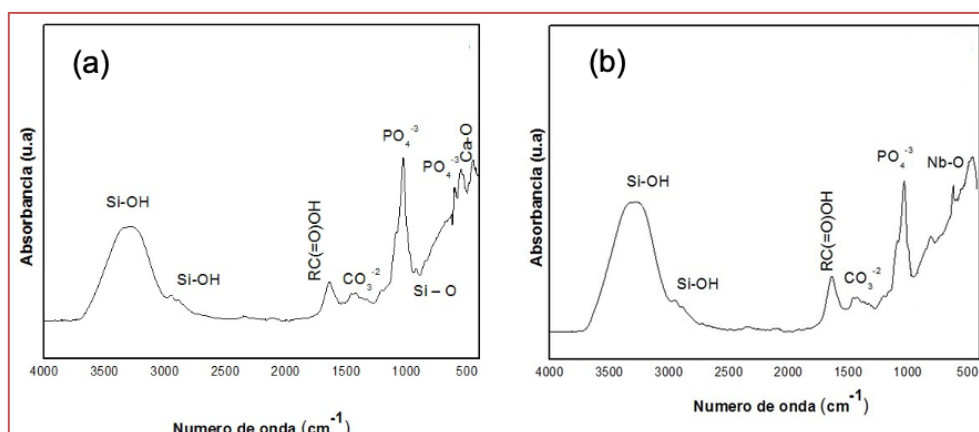 (a)
Absorbancia (u.a)
Si-OH
Si-OH
RC(=O)OH
CO₃⁻²
PO₄⁻³
Si – O
PO₄⁻³
Ca-O
4000 3500 3000 2500 2000 1500 1000 500
Numero de onda (cm⁻¹)
(b)
Absorbancia (u.a)
Si-OH
Si-OH
RC(=O)OH
CO₃⁻²
PO₄⁻³
Nb-O
4000 3500 3000 2500 2000 1500 1000 500
Numero de onda (cm⁻¹)